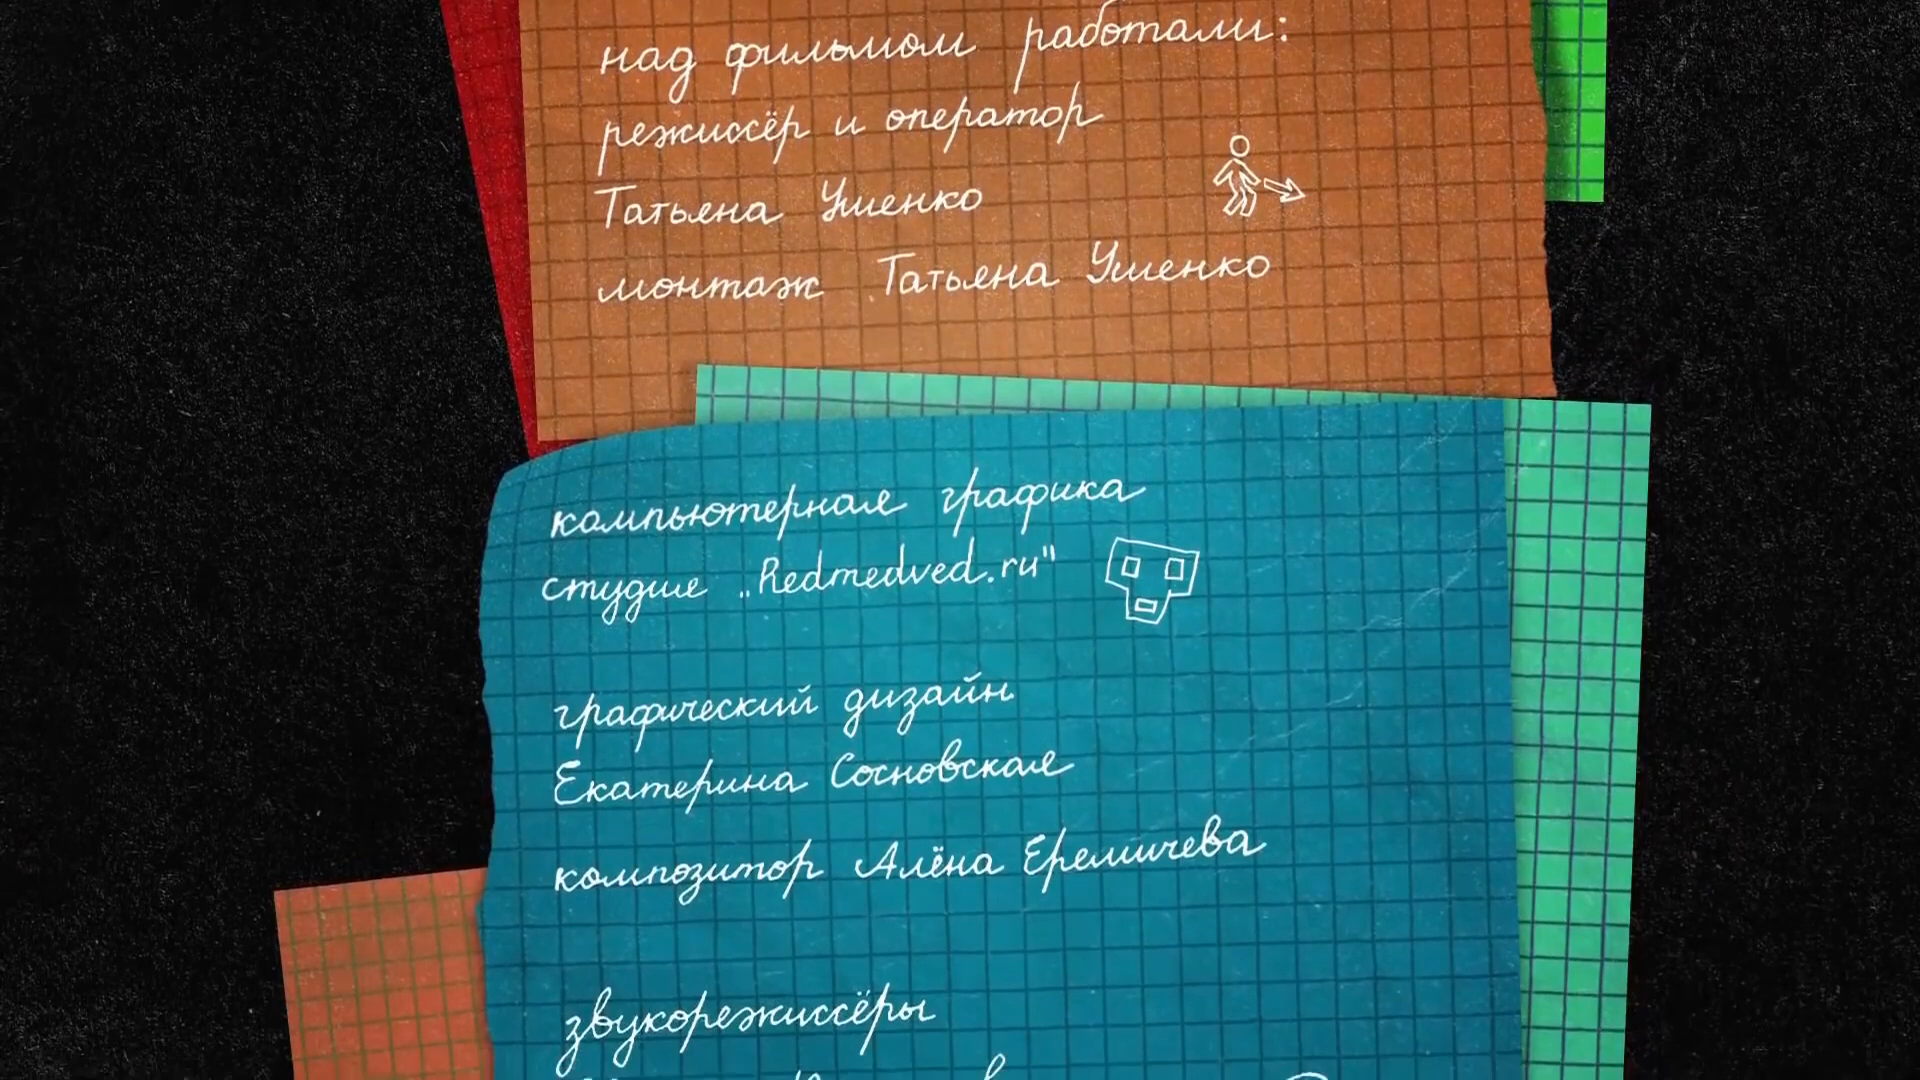 над фильмом работали:
режиссёр и оператор
Татьяна Ушенко
монтаж Татьяна Ушенко
компьютерная графика
студия „Redmedved.ru"
графический дизайн
Екатерина Сосновская
композитор Алёна Еремичева
звукорежиссёры